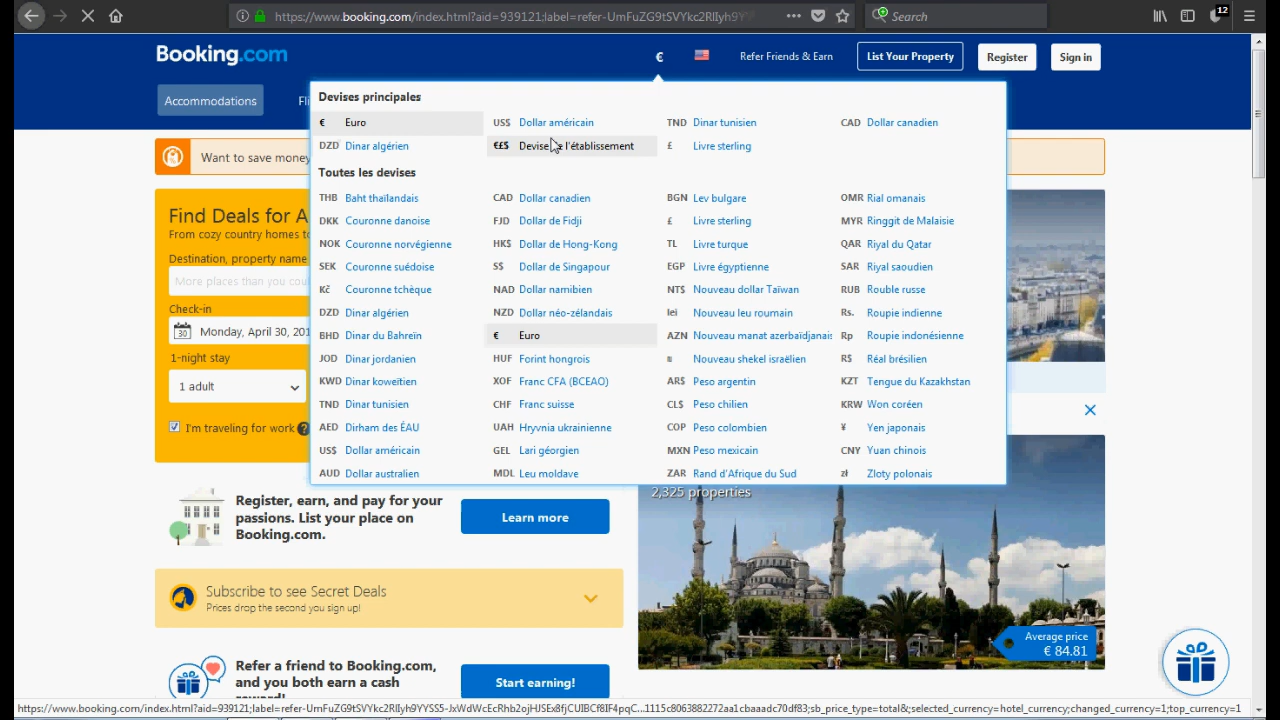 https://www.booking.com/index.html?aid=939121;label=refer-UmFuZG9tSVYkc2RlIyh9YY
Search
12
Booking.com
€
Refer Friends & Earn
List Your Property
Register
Sign in
Accommodations
Fli
Devises principales
€ Euro US$ Dollar américain TND Dinar tunisien CAD Dollar canadien
DZD Dinar algérien €£$ Devise de l'établissement £ Livre sterling
Toutes les devises
THB Baht thaïlandais CAD Dollar canadien BGN Lev bulgare OMR Rial omanais
DKK Couronne danoise FJD Dollar de Fidji £ Livre sterling MYR Ringgit de Malaisie
NOK Couronne norvégienne HK$ Dollar de Hong-Kong TL Livre turque QAR Riyal du Qatar
SEK Couronne suédoise S$ Dollar de Singapour EGP Livre égyptienne SAR Riyal saoudien
Kč Couronne tchèque NAD Dollar namibien NT$ Nouveau dollar Taïwan RUB Rouble russe
DZD Dinar algérien NZD Dollar néo-zélandais lei Nouveau leu roumain Rs. Roupie indienne
BHD Dinar du Bahreïn € Euro AZN Nouveau manat azerbaïdjanais Rp Roupie indonésienne
JOD Dinar jordanien HUF Forint hongrois ₪ Nouveau shekel israélien R$ Réal brésilien
KWD Dinar koweïtien XOF Franc CFA (BCEAO) AR$ Peso argentin KZT Tengue du Kazakhstan
TND Dinar tunisien CHF Franc suisse CL$ Peso chilien KRW Won coréen
AED Dirham des ÉAU UAH Hryvnia ukrainienne COP Peso colombien ¥ Yen japonais
US$ Dollar américain GEL Lari géorgien MXN Peso mexicain CNY Yuan chinois
AUD Dollar australien MDL Leu moldave ZAR Rand d'Afrique du Sud zł Zloty polonais
Want to save money
Find Deals for A
From cozy country homes to
Destination, property name
More places than you cou
Check-in
30 Monday, April 30, 201
1-night stay
1 adult
I'm traveling for work ?
2,325 properties
Register, earn, and pay for your
passions. List your place on
Booking.com.
Learn more
Subscribe to see Secret Deals
Prices drop the second you sign up!
Refer a friend to Booking.com,
and you both earn a cash
reward!
Start earning!
Average price
€ 84.81